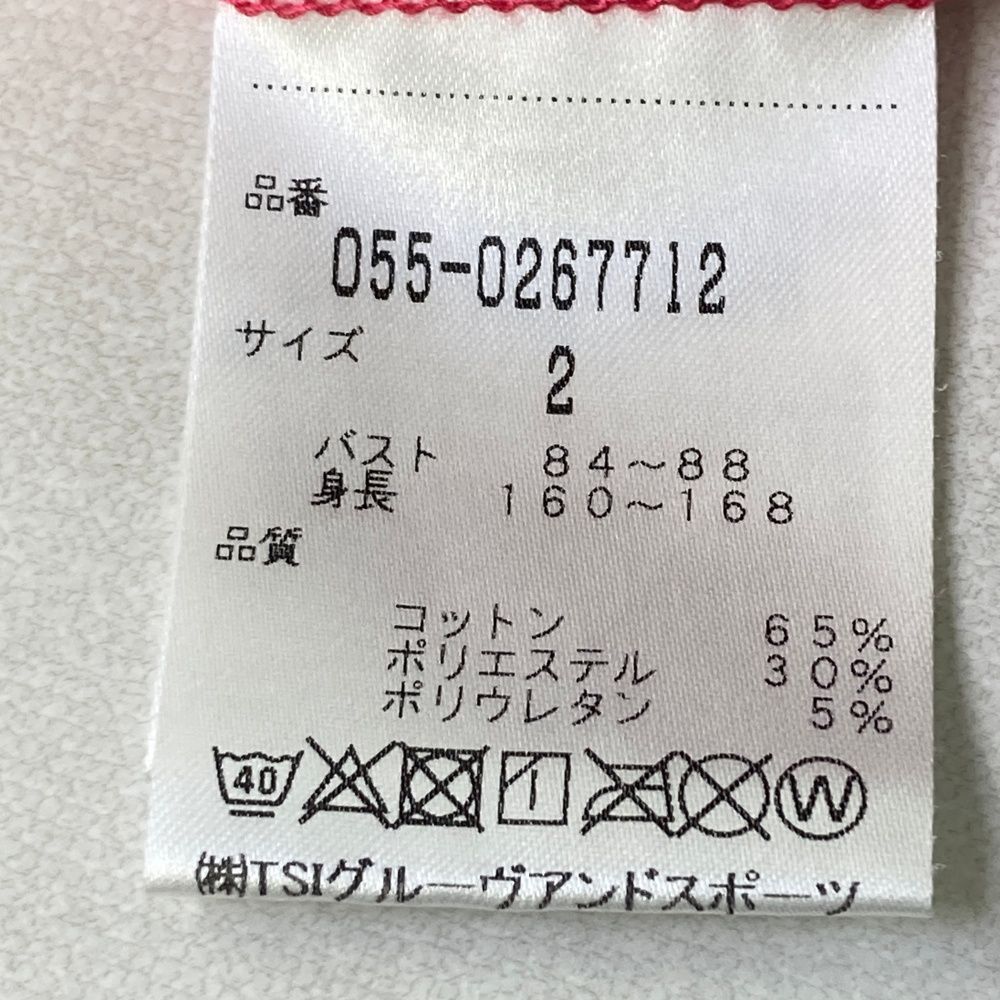 品番
055-0267712
サイズ
2
バスト 84～88
身長 160～168
品質
コットン 65%
ポリエステル 30%
ポリウレタン 5%
40 W
㈱TSIグルーヴアンドスポーツ